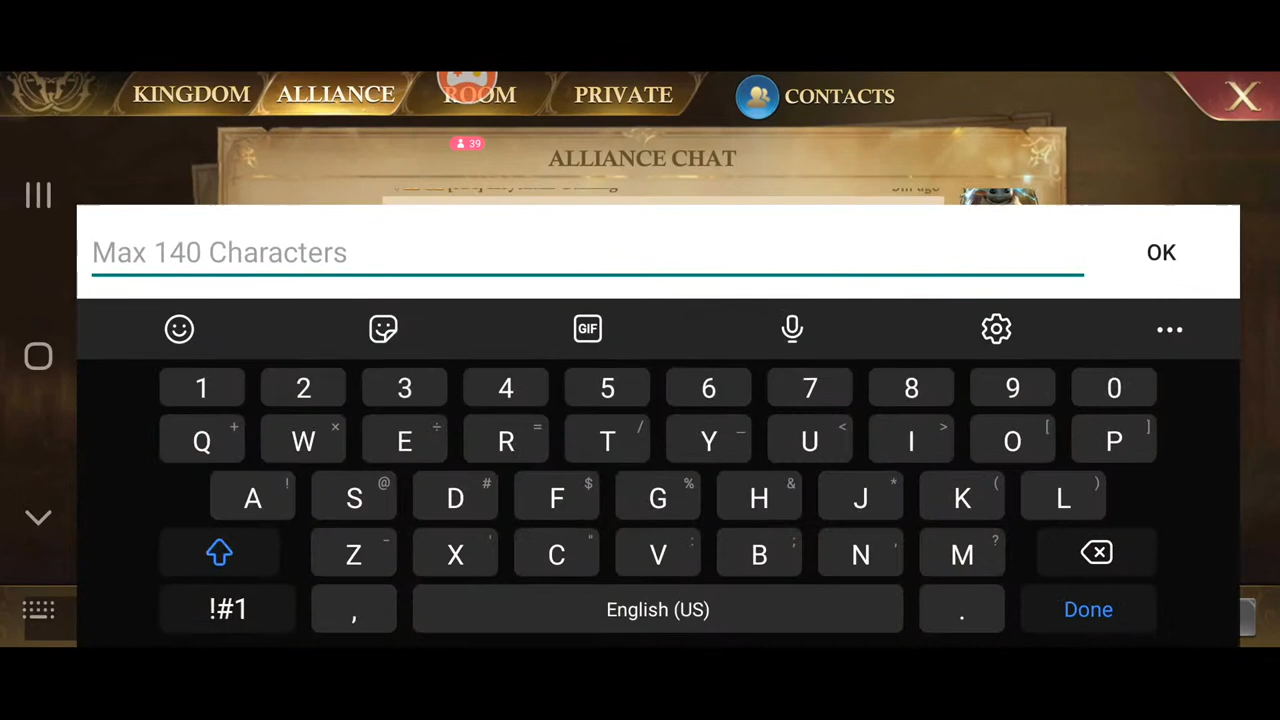 KINGDOM ALLIANCE ROOM PRIVATE CONTACTS X
39
ALLIANCE CHAT
Max 140 Characters OK
GIF
1 2 3 4 5 6 7 8 9 0
Q + W × E ÷ R = T / Y _ U < I > O [ P ]
A ! S @ D # F $ G % H & J * K ( L )
Z - X ' C " V : B ; N , M ?
!#1 , English (US) . Done